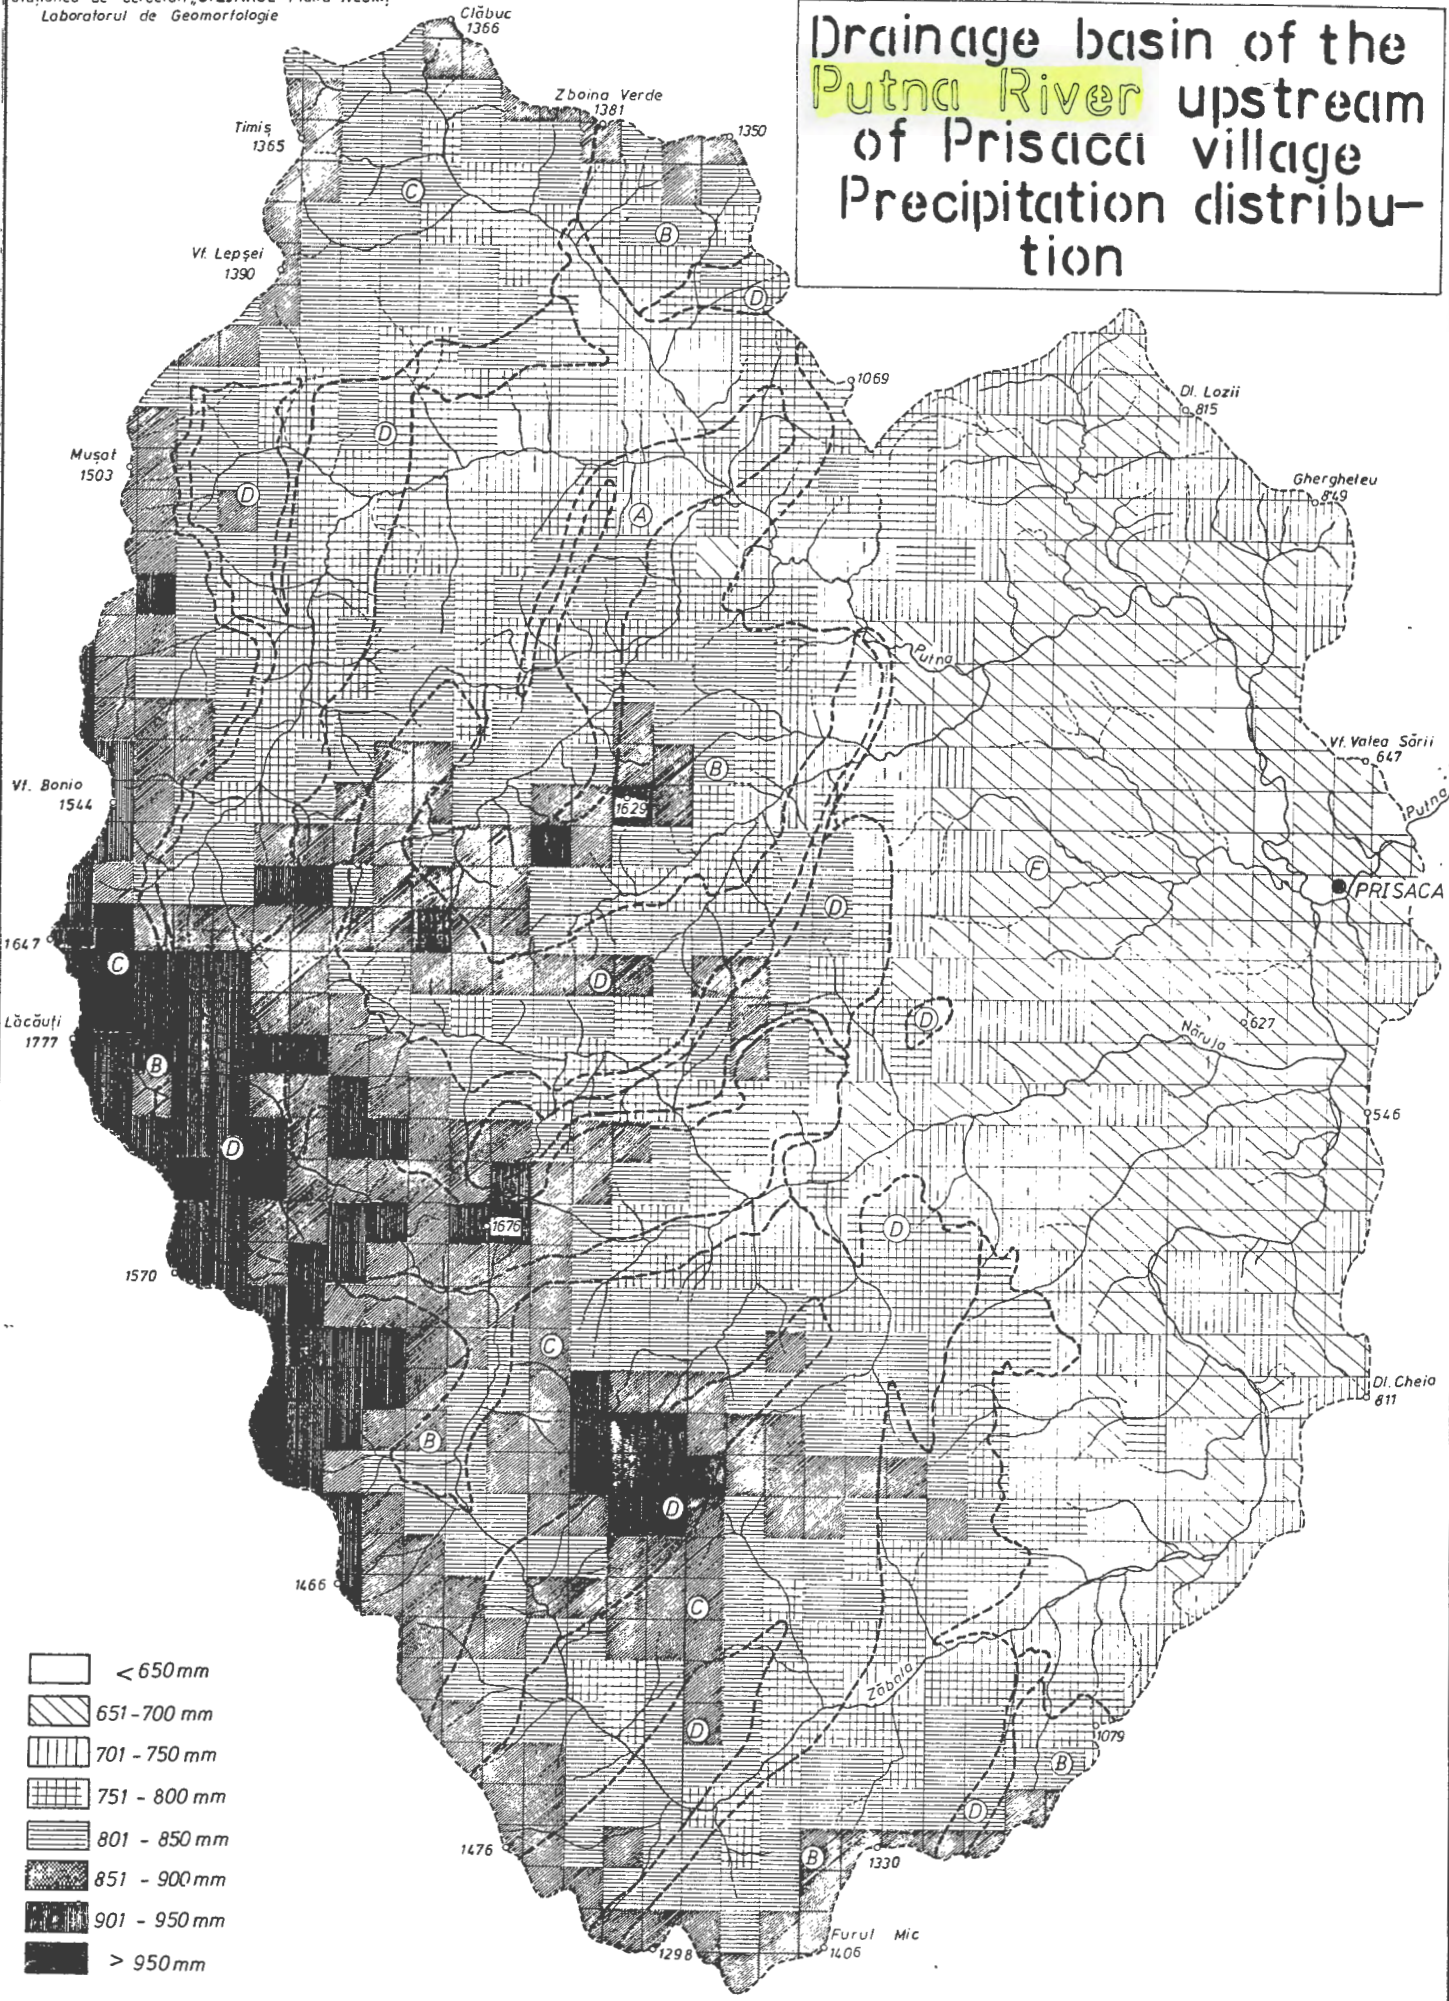 Laboratorul de Geomorfologie
Drainage basin of the
Putna River upstream
of Prisaca village
Precipitation distribu-
tion
Clăbuc
1366
Zboina Verde
1381
1350
Timiș
1365
C
B
Vf. Lepșei
1390
D
1069
Dl. Lozii
815
D
Mușat
1503
D
Ghergheleu
849
A
Putna
Vf. Valea Sării
647
B
Vf. Bonio
1544
1629
Putna
F
PRISACA
D
1647
C
D
Lăcăuți
1777
D
627
Năruja
B
546
D
1676
D
1570
C
Dl. Cheia
811
B
D
1466
C
Zăbala
D
1079
B
D
1476
B
1330
Furul Mic
1406
1298
<650 mm
651-700 mm
701-750 mm
751 - 800 mm
801 - 850 mm
851 - 900 mm
901 - 950 mm
> 950 mm